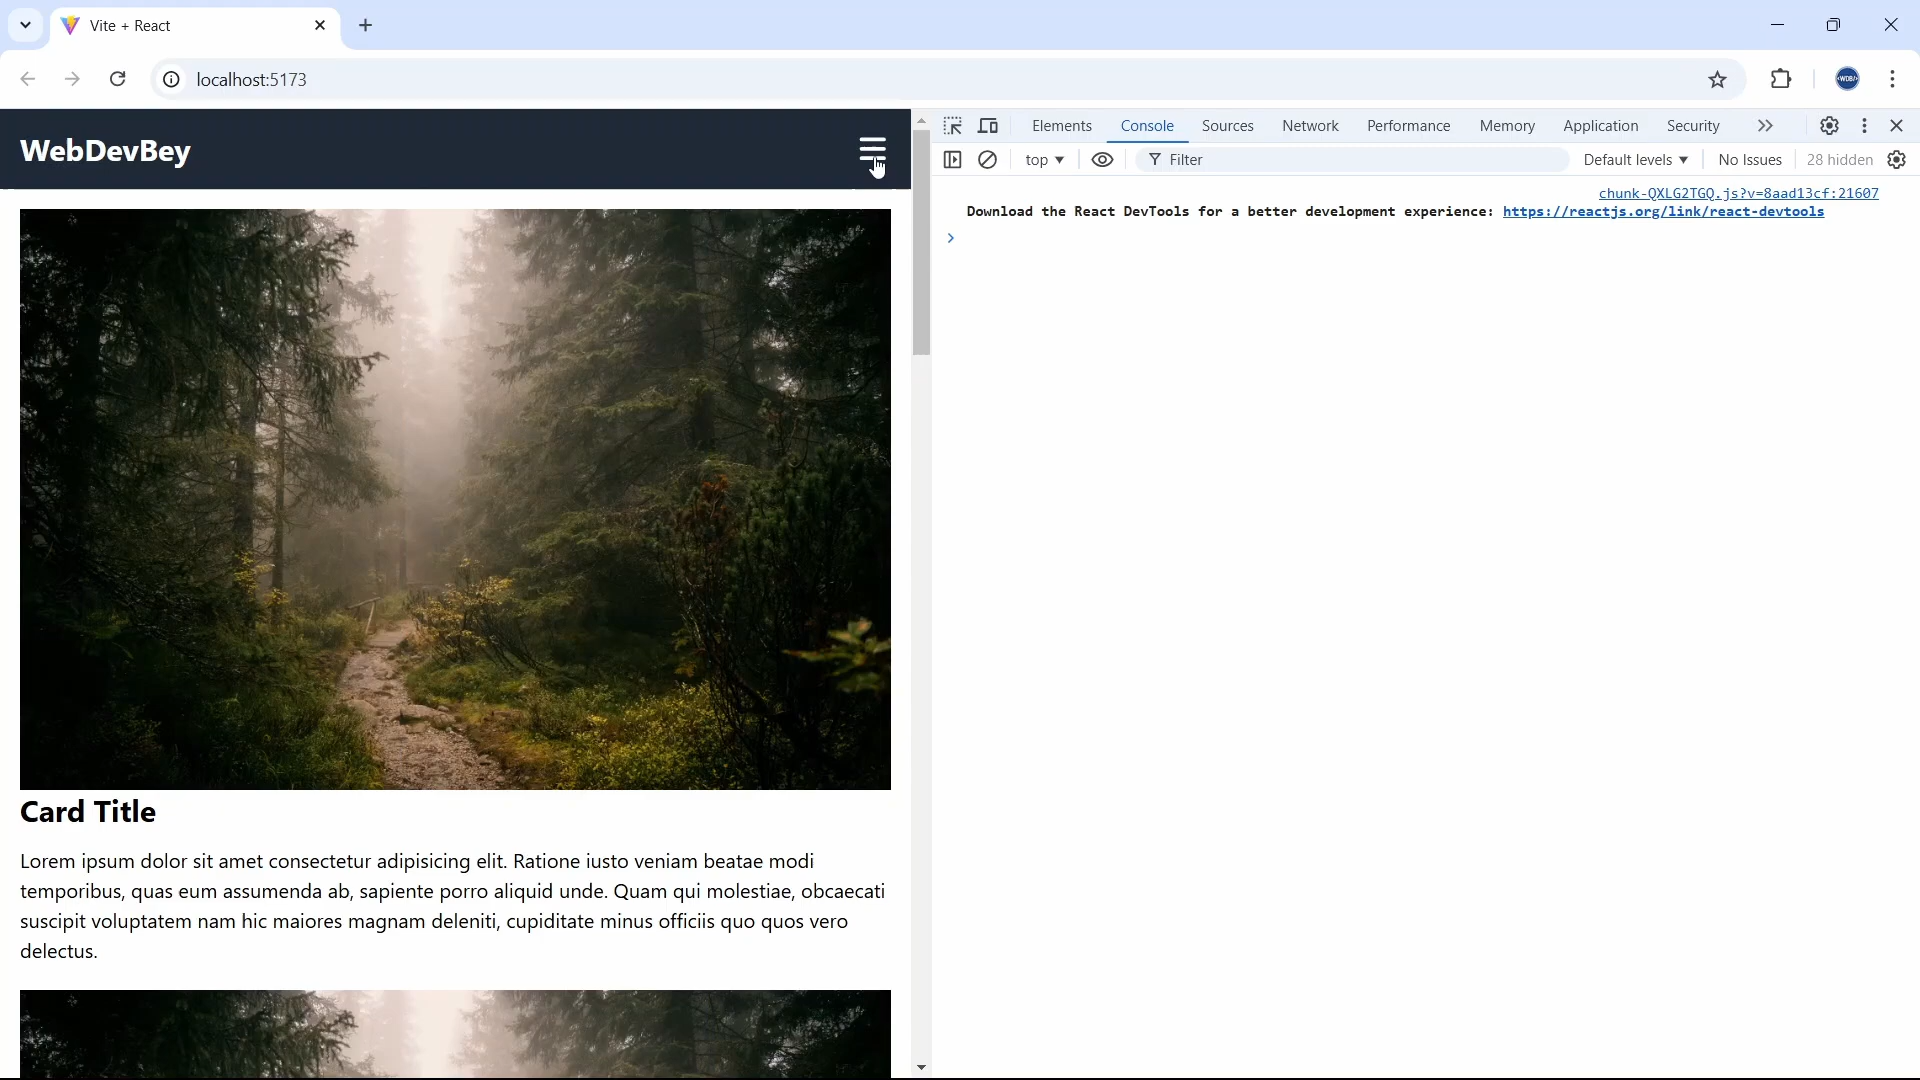 Vite + React
localhost:5173
WDB/
WebDevBey
Elements
Console
Sources
Network
Performance
Memory
Application
Security
top
Filter
Default levels
No Issues
28 hidden
chunk-QXLG2TGQ.js?v=8aad13cf:21607
Download the React DevTools for a better development experience: https://reactjs.org/link/react-devtools
Card Title
Lorem ipsum dolor sit amet consectetur adipisicing elit. Ratione iusto veniam beatae modi
temporibus, quas eum assumenda ab, sapiente porro aliquid unde. Quam qui molestiae, obcaecati
suscipit voluptatem nam hic maiores magnam deleniti, cupiditate minus officiis quo quos vero
delectus.